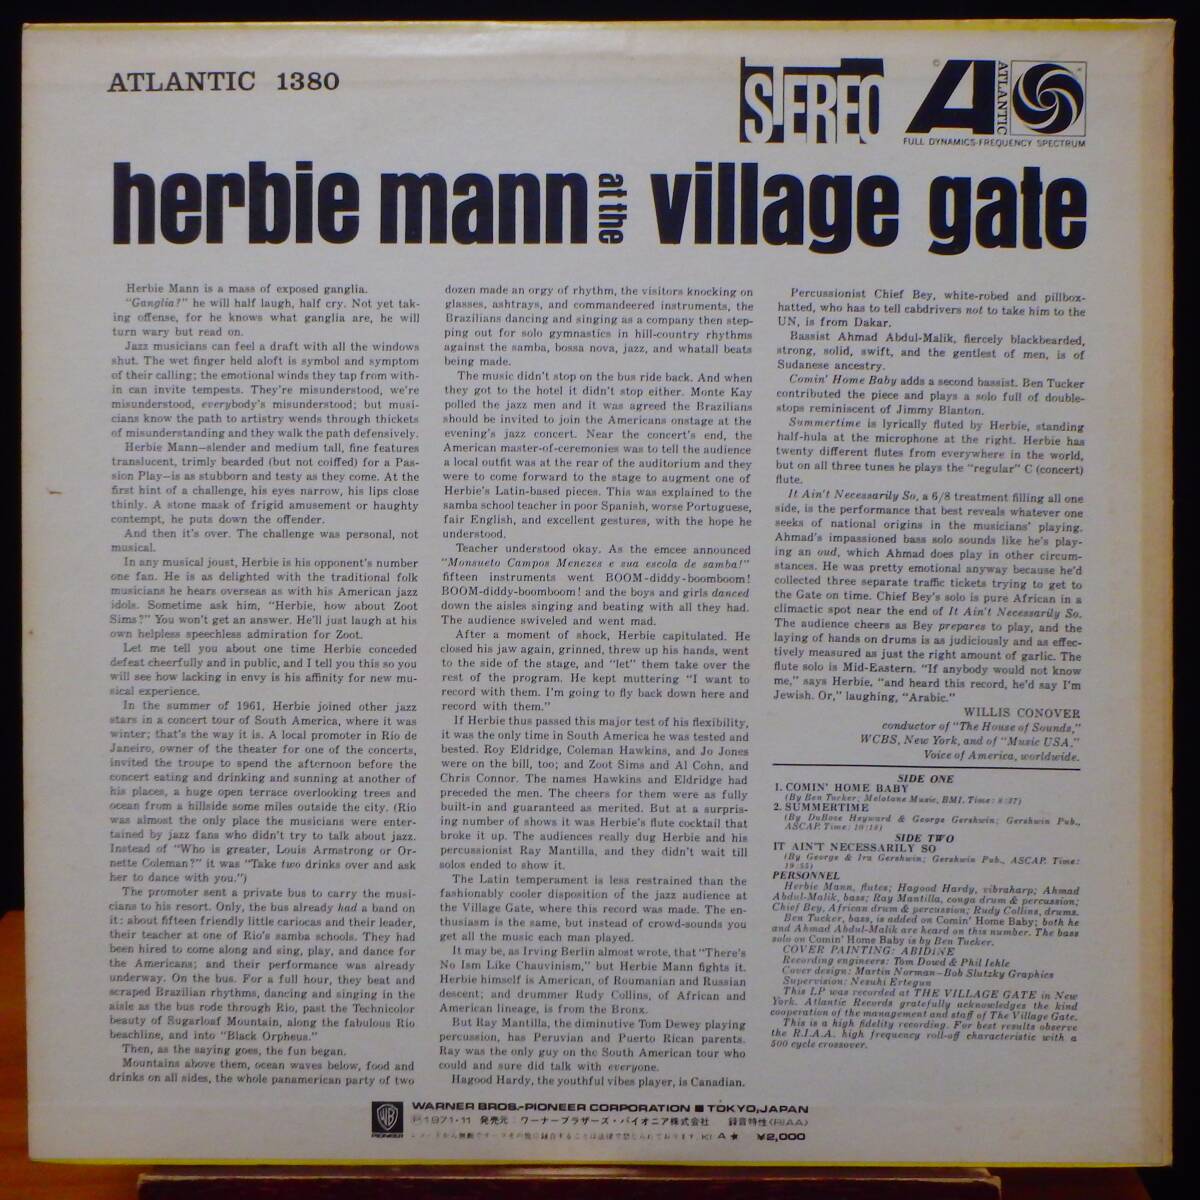 ATLANTIC 1380
STEREO
ATLANTIC
FULL DYNAMICS-FREQUENCY SPECTRUM
herbie mann at the village gate
Herbie Mann is a mass of exposed ganglia.
"Ganglia?" he will half laugh, half cry. Not yet tak-
ing offense, for he knows what ganglia are, he will
turn wary but read on.
Jazz musicians can feel a draft with all the windows
shut. The wet finger held aloft is symbol and symptom
of their calling; the emotional winds they tap from with-
in can invite tempests. They're misunderstood, we're
misunderstood, everybody's misunderstood; but musi-
cians know the path to artistry wends through thickets
of misunderstanding and they walk the path defensively.
Herbie Mann—slender and medium tall, fine features
translucent, trimly bearded (but not coiffed) for a Pas-
sion Play—is as stubborn and testy as they come. At the
first hint of a challenge, his eyes narrow, his lips close
thinly. A stone mask of frigid amusement or haughty
contempt, he puts down the offender.
And then it's over. The challenge was personal, not
musical.
In any musical joust, Herbie is his opponent's number
one fan. He is as delighted with the traditional folk
musicians he hears overseas as with his American jazz
idols. Sometime ask him, "Herbie, how about Zoot
Sims?" You won't get an answer. He'll just laugh at his
own helpless speechless admiration for Zoot.
Let me tell you about one time Herbie conceded
defeat cheerfully and in public, and I tell you this so you
will see how lacking in envy is his affinity for new mu-
sical experience.
In the summer of 1961, Herbie joined other jazz
stars in a concert tour of South America, where it was
winter; that's the way it is. A local promoter in Rio de
Janeiro, owner of the theater for one of the concerts,
invited the troupe to spend the afternoon before the
concert eating and drinking and sunning at another of
his places, a huge open terrace overlooking trees and
ocean from a hillside some miles outside the city. (Rio
was almost the only place the musicians were enter-
tained by jazz fans who didn't try to talk about jazz.
Instead of "Who is greater, Louis Armstrong or Or-
nette Coleman?" it was "Take two drinks over and ask
her to dance with you.")
The promoter sent a private bus to carry the musi-
cians to his resort. Only, the bus already had a band on
it: about fifteen friendly little cariocas and their leader,
their teacher at one of Rio's samba schools. They had
been hired to come along and sing, play, and dance for
the Americans; and their performance was already
underway. On the bus. For a full hour, they beat and
scraped Brazilian rhythms, dancing and singing in the
aisle as the bus rode through Rio, past the Technicolor
beauty of Sugarloaf Mountain, along the fabulous Rio
beachline, and into "Black Orpheus."
Then, as the saying goes, the fun began.
Mountains above them, ocean waves below, food and
drinks on all sides, the whole panamerican party of two
dozen made an orgy of rhythm, the visitors knocking on
glasses, ashtrays, and commandeered instruments, the
Brazilians dancing and singing as a company then step-
ping out for solo gymnastics in hill-country rhythms
against the samba, bossa nova, jazz, and whatall beats
being made.
The music didn't stop on the bus ride back. And when
they got to the hotel it didn't stop either. Monte Kay
polled the jazz men and it was agreed the Brazilians
should be invited to join the Americans onstage at the
evening's jazz concert. Near the concert's end, the
American master-of-ceremonies was to tell the audience
a local outfit was at the rear of the auditorium and they
were to come forward to the stage to augment one of
Herbie's Latin-based pieces. This was explained to the
samba school teacher in poor Spanish, worse Portuguese,
fair English, and excellent gestures, with the hope he
understood.
Teacher understood okay. As the emcee announced
"Monsueto Campos Menezes e sua escola de samba!"
fifteen instruments went BOOM-diddy-boomboom!
BOOM-diddy-boomboom! and the boys and girls danced
down the aisles singing and beating with all they had.
The audience swiveled and went mad.
After a moment of shock, Herbie capitulated. He
closed his jaw again, grinned, threw up his hands, went
to the side of the stage, and "let" them take over the
rest of the program. He kept muttering "I want to
record with them. I'm going to fly back down here and
record with them."
If Herbie thus passed this major test of his flexibility,
it was the only time in South America he was tested and
bested. Roy Eldridge, Coleman Hawkins, and Jo Jones
were on the bill, too; and Zoot Sims and Al Cohn, and
Chris Connor. The names Hawkins and Eldridge had
preceded the men. The cheers for them were as fully
built-in and guaranteed as merited. But at a surpris-
ing number of shows it was Herbie's flute cocktail that
broke it up. The audiences really dug Herbie and his
percussionist Ray Mantilla, and they didn't wait till
solos ended to show it.
The Latin temperament is less restrained than the
fashionably cooler disposition of the jazz audience at
the Village Gate, where this record was made. The en-
thusiasm is the same, but instead of crowd-sounds you
get all the music each man played.
It may be, as Irving Berlin almost wrote, that "There's
No Ism Like Chauvinism," but Herbie Mann fights it.
Herbie himself is American, of Roumanian and Russian
descent; and drummer Rudy Collins, of African and
American lineage, is from the Bronx.
But Ray Mantilla, the diminutive Tom Dewey playing
percussion, has Peruvian and Puerto Rican parents.
Ray was the only guy on the South American tour who
could and sure did talk with everyone.
Hagood Hardy, the youthful vibes player, is Canadian.
Percussionist Chief Bey, white-robed and pillbox-
hatted, who has to tell cabdrivers not to take him to the
UN, is from Dakar.
Bassist Ahmad Abdul-Malik, fiercely blackbearded,
strong, solid, swift, and the gentlest of men, is of
Sudanese ancestry.
Comin' Home Baby adds a second bassist. Ben Tucker
contributed the piece and plays a solo full of double-
stops reminiscent of Jimmy Blanton.
Summertime is lyrically fluted by Herbie, standing
half-hula at the microphone at the right. Herbie has
twenty different flutes from everywhere in the world,
but on all three tunes he plays the "regular" C (concert)
flute.
It Ain't Necessarily So, a 6/8 treatment filling all one
side, is the performance that best reveals whatever one
seeks of national origins in the musicians' playing.
Ahmad's impassioned bass solo sounds like he's play-
ing an oud, which Ahmad does play in other circum-
stances. He was pretty emotional anyway because he'd
collected three separate traffic tickets trying to get to
the Gate on time. Chief Bey's solo is pure African in a
climactic spot near the end of It Ain't Necessarily So.
The audience cheers as Bey prepares to play, and the
laying of hands on drums is as judiciously and as effec-
tively measured as just the right amount of garlic. The
flute solo is Mid-Eastern. "If anybody would not know
me," says Herbie, "and heard this record, he'd say I'm
Jewish. Or," laughing, "Arabic."
WILLIS CONOVER
conductor of "The House of Sounds,"
WCBS, New York, and of "Music USA,"
Voice of America, worldwide.
SIDE ONE
1. COMIN' HOME BABY
(By Ben Tucker; Melotone Music, BMI. Time: 8:37)
2. SUMMERTIME
(By DuBose Heyward & George Gershwin; Gershwin Pub.,
ASCAP. Time: 10:18)
SIDE TWO
IT AIN'T NECESSARILY SO
(By George & Ira Gershwin; Gershwin Pub., ASCAP. Time:
19:55)
PERSONNEL
Herbie Mann, flutes; Hagood Hardy, vibraharp; Ahmad
Abdul-Malik, bass; Ray Mantilla, conga drum & percussion;
Chief Bey, African drum & percussion; Rudy Collins, drums.
Ben Tucker, bass, is added on Comin' Home Baby; both he
and Ahmad Abdul-Malik are heard on this number. The bass
solo on Comin' Home Baby is by Ben Tucker.
COVER PAINTING: ABIDINE
Recording engineers: Tom Dowd & Phil Iehle
Cover design: Martin Norman—Bob Slutzky Graphics
Supervision: Nesuhi Ertegun
This LP was recorded at THE VILLAGE GATE in New
York. Atlantic Records gratefully acknowledges the kind
cooperation of the management and staff of The Village Gate.
This is a high fidelity recording. For best results observe
the R.I.A.A. high frequency roll-off characteristic with a
500 cycle crossover.
WB PIONEER
WARNER BROS.-PIONEER CORPORATION ■ TOKYO, JAPAN
Ⓟ1971・11 発売元：ワーナーブラザーズ・パイオニア株式会社 録音特性〈RIAA〉
レコードから無断でテープその他に録音することは法律で禁じられております。 KI A★ ¥2,000